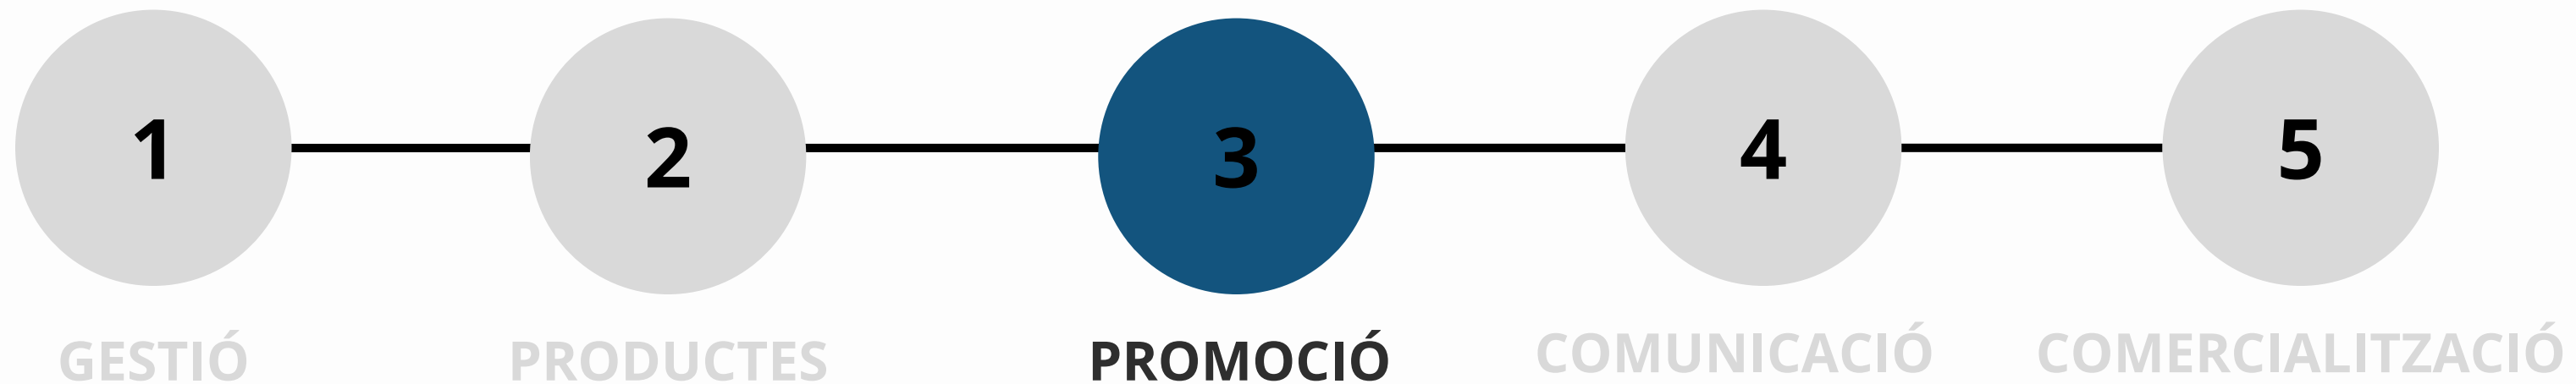 1 2 3 4 5
GESTIÓ PRODUCTES PROMOCIÓ COMUNICACIÓ COMERCIALITZACIÓ